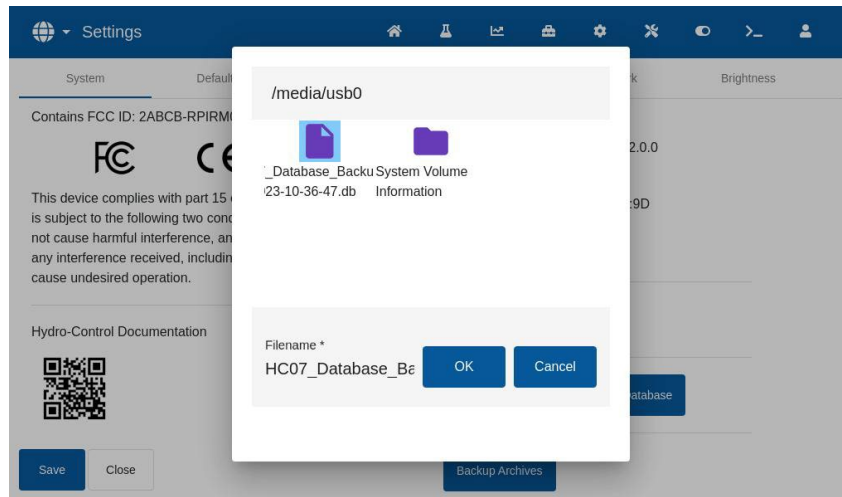 Settings
System
Default
/media/usb0
k
Brightness
Contains FCC ID: 2ABCB-RPIRM
2.0.0
_Database_Backu
System Volume
23-10-36-47.db
Information
This device complies with part 15
:9D
is subject to the following two cond
not cause harmful interference, an
any interference received, includin
cause undesired operation.
Hydro-Control Documentation
Filename *
HC07_Database_Ba
OK
Cancel
atabase
Save
Close
Backup Archives